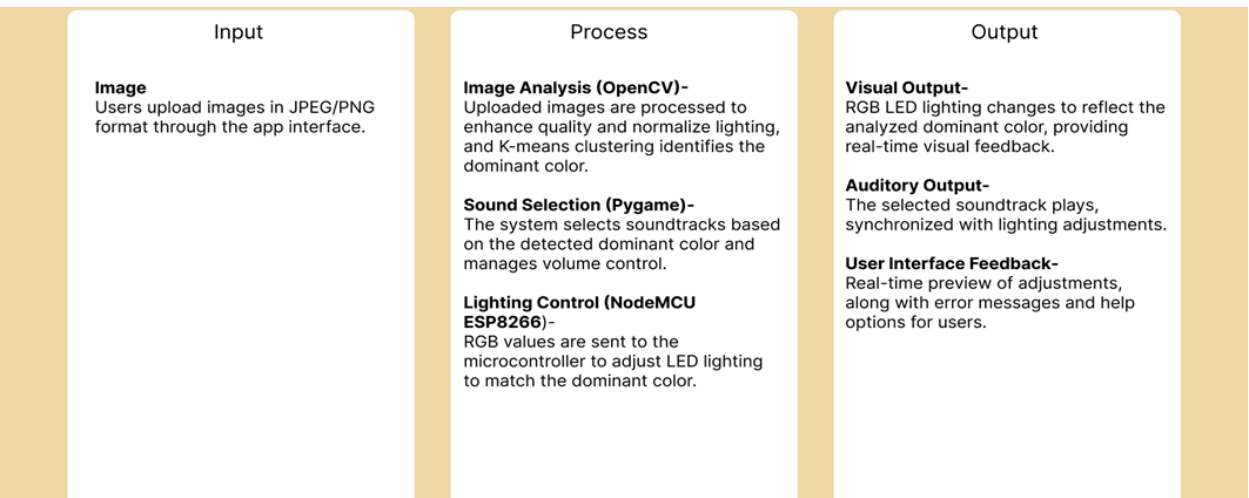 Input
Image
Users upload images in JPEG/PNG
format through the app interface.
Process
Image Analysis (OpenCV)-
Uploaded images are processed to
enhance quality and normalize lighting,
and K-means clustering identifies the
dominant color.
Sound Selection (Pygame)-
The system selects soundtracks based
on the detected dominant color and
manages volume control.
Lighting Control (NodeMCU
ESP8266)-
RGB values are sent to the
microcontroller to adjust LED lighting
to match the dominant color.
Output
Visual Output-
RGB LED lighting changes to reflect the
analyzed dominant color, providing
real-time visual feedback.
Auditory Output-
The selected soundtrack plays,
synchronized with lighting adjustments.
User Interface Feedback-
Real-time preview of adjustments,
along with error messages and help
options for users.